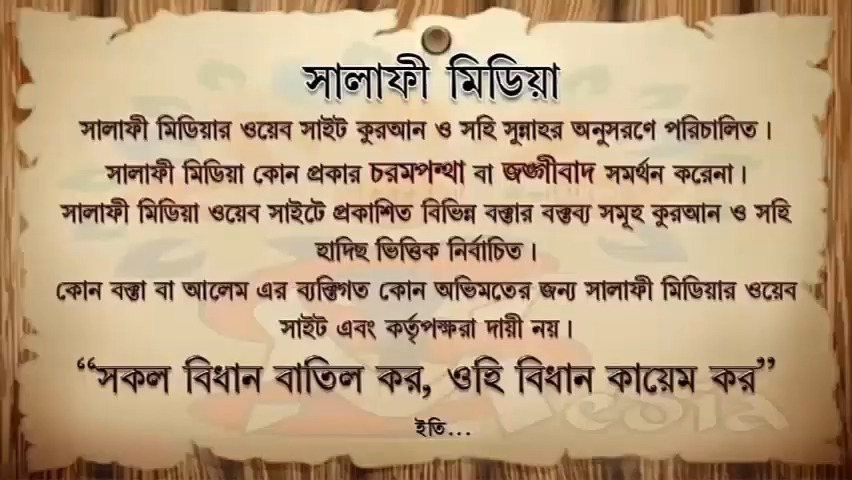 সালাফী মিডিয়া
সালাফী মিডিয়ার ওয়েব সাইট কুরআন ও সহি সুন্নাহর অনুসরণে পরিচালিত।
সালাফী মিডিয়া কোন প্রকার চরমপন্থা বা জঙ্গীবাদ সমর্থন করেনা।
সালাফী মিডিয়া ওয়েব সাইটে প্রকাশিত বিভিন্ন বক্তার বক্তব্য সমূহ কুরআন ও সহি
হাদিছ ভিত্তিক নির্বাচিত।
কোন বক্তা বা আলেম এর ব্যক্তিগত কোন অভিমতের জন্য সালাফী মিডিয়ার ওয়েব
সাইট এবং কর্তৃপক্ষরা দায়ী নয়।
“সকল বিধান বাতিল কর, ওহি বিধান কায়েম কর”
ইতি...